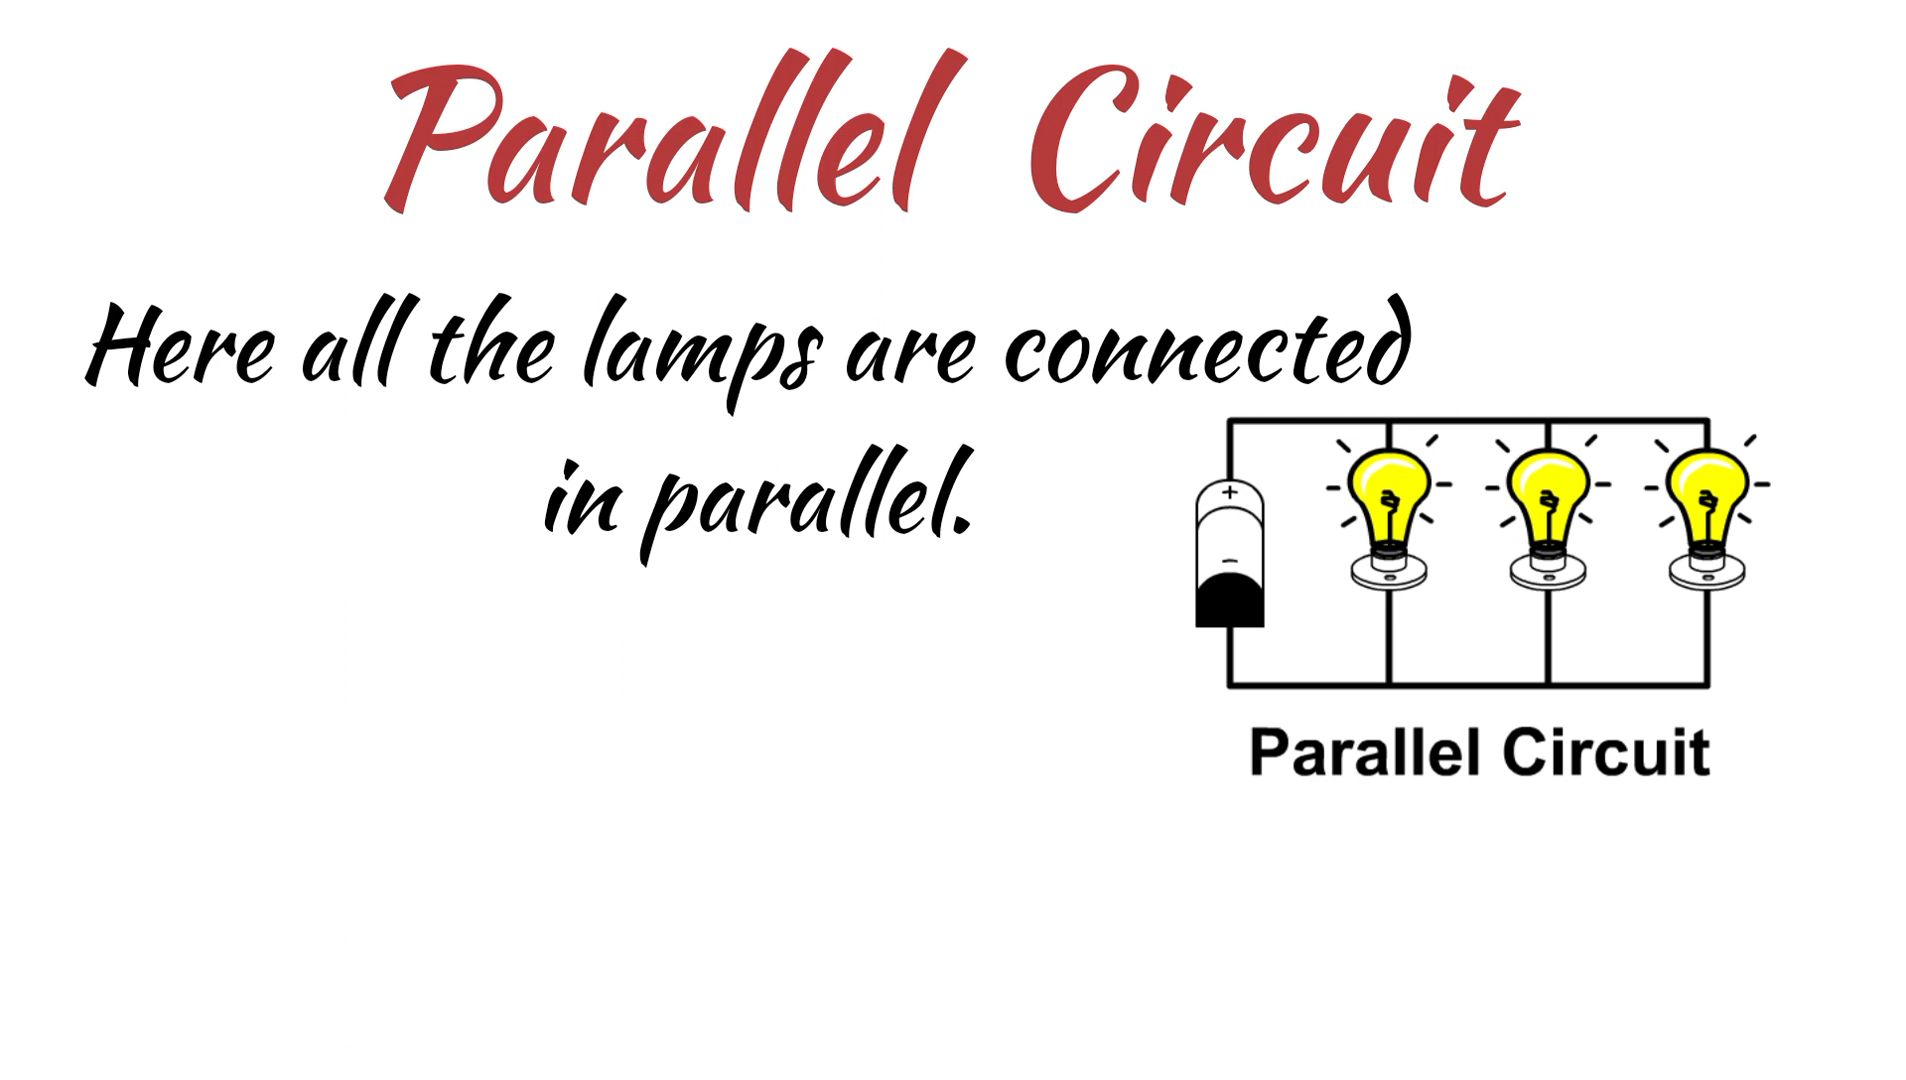 Parallel Circuit
Here all the lamps are connected
in parallel.
+
–
Parallel Circuit